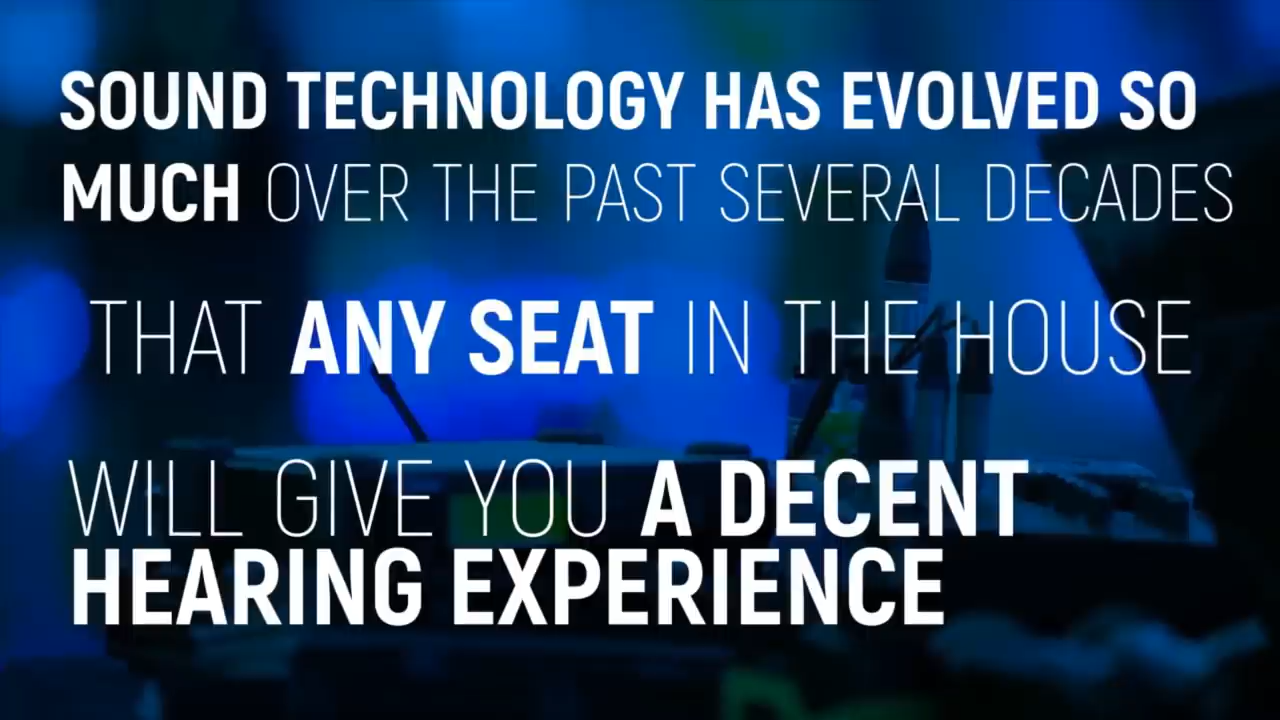 SOUND TECHNOLOGY HAS EVOLVED SO
MUCH OVER THE PAST SEVERAL DECADES
THAT ANY SEAT IN THE HOUSE
WILL GIVE YOU A DECENT
HEARING EXPERIENCE